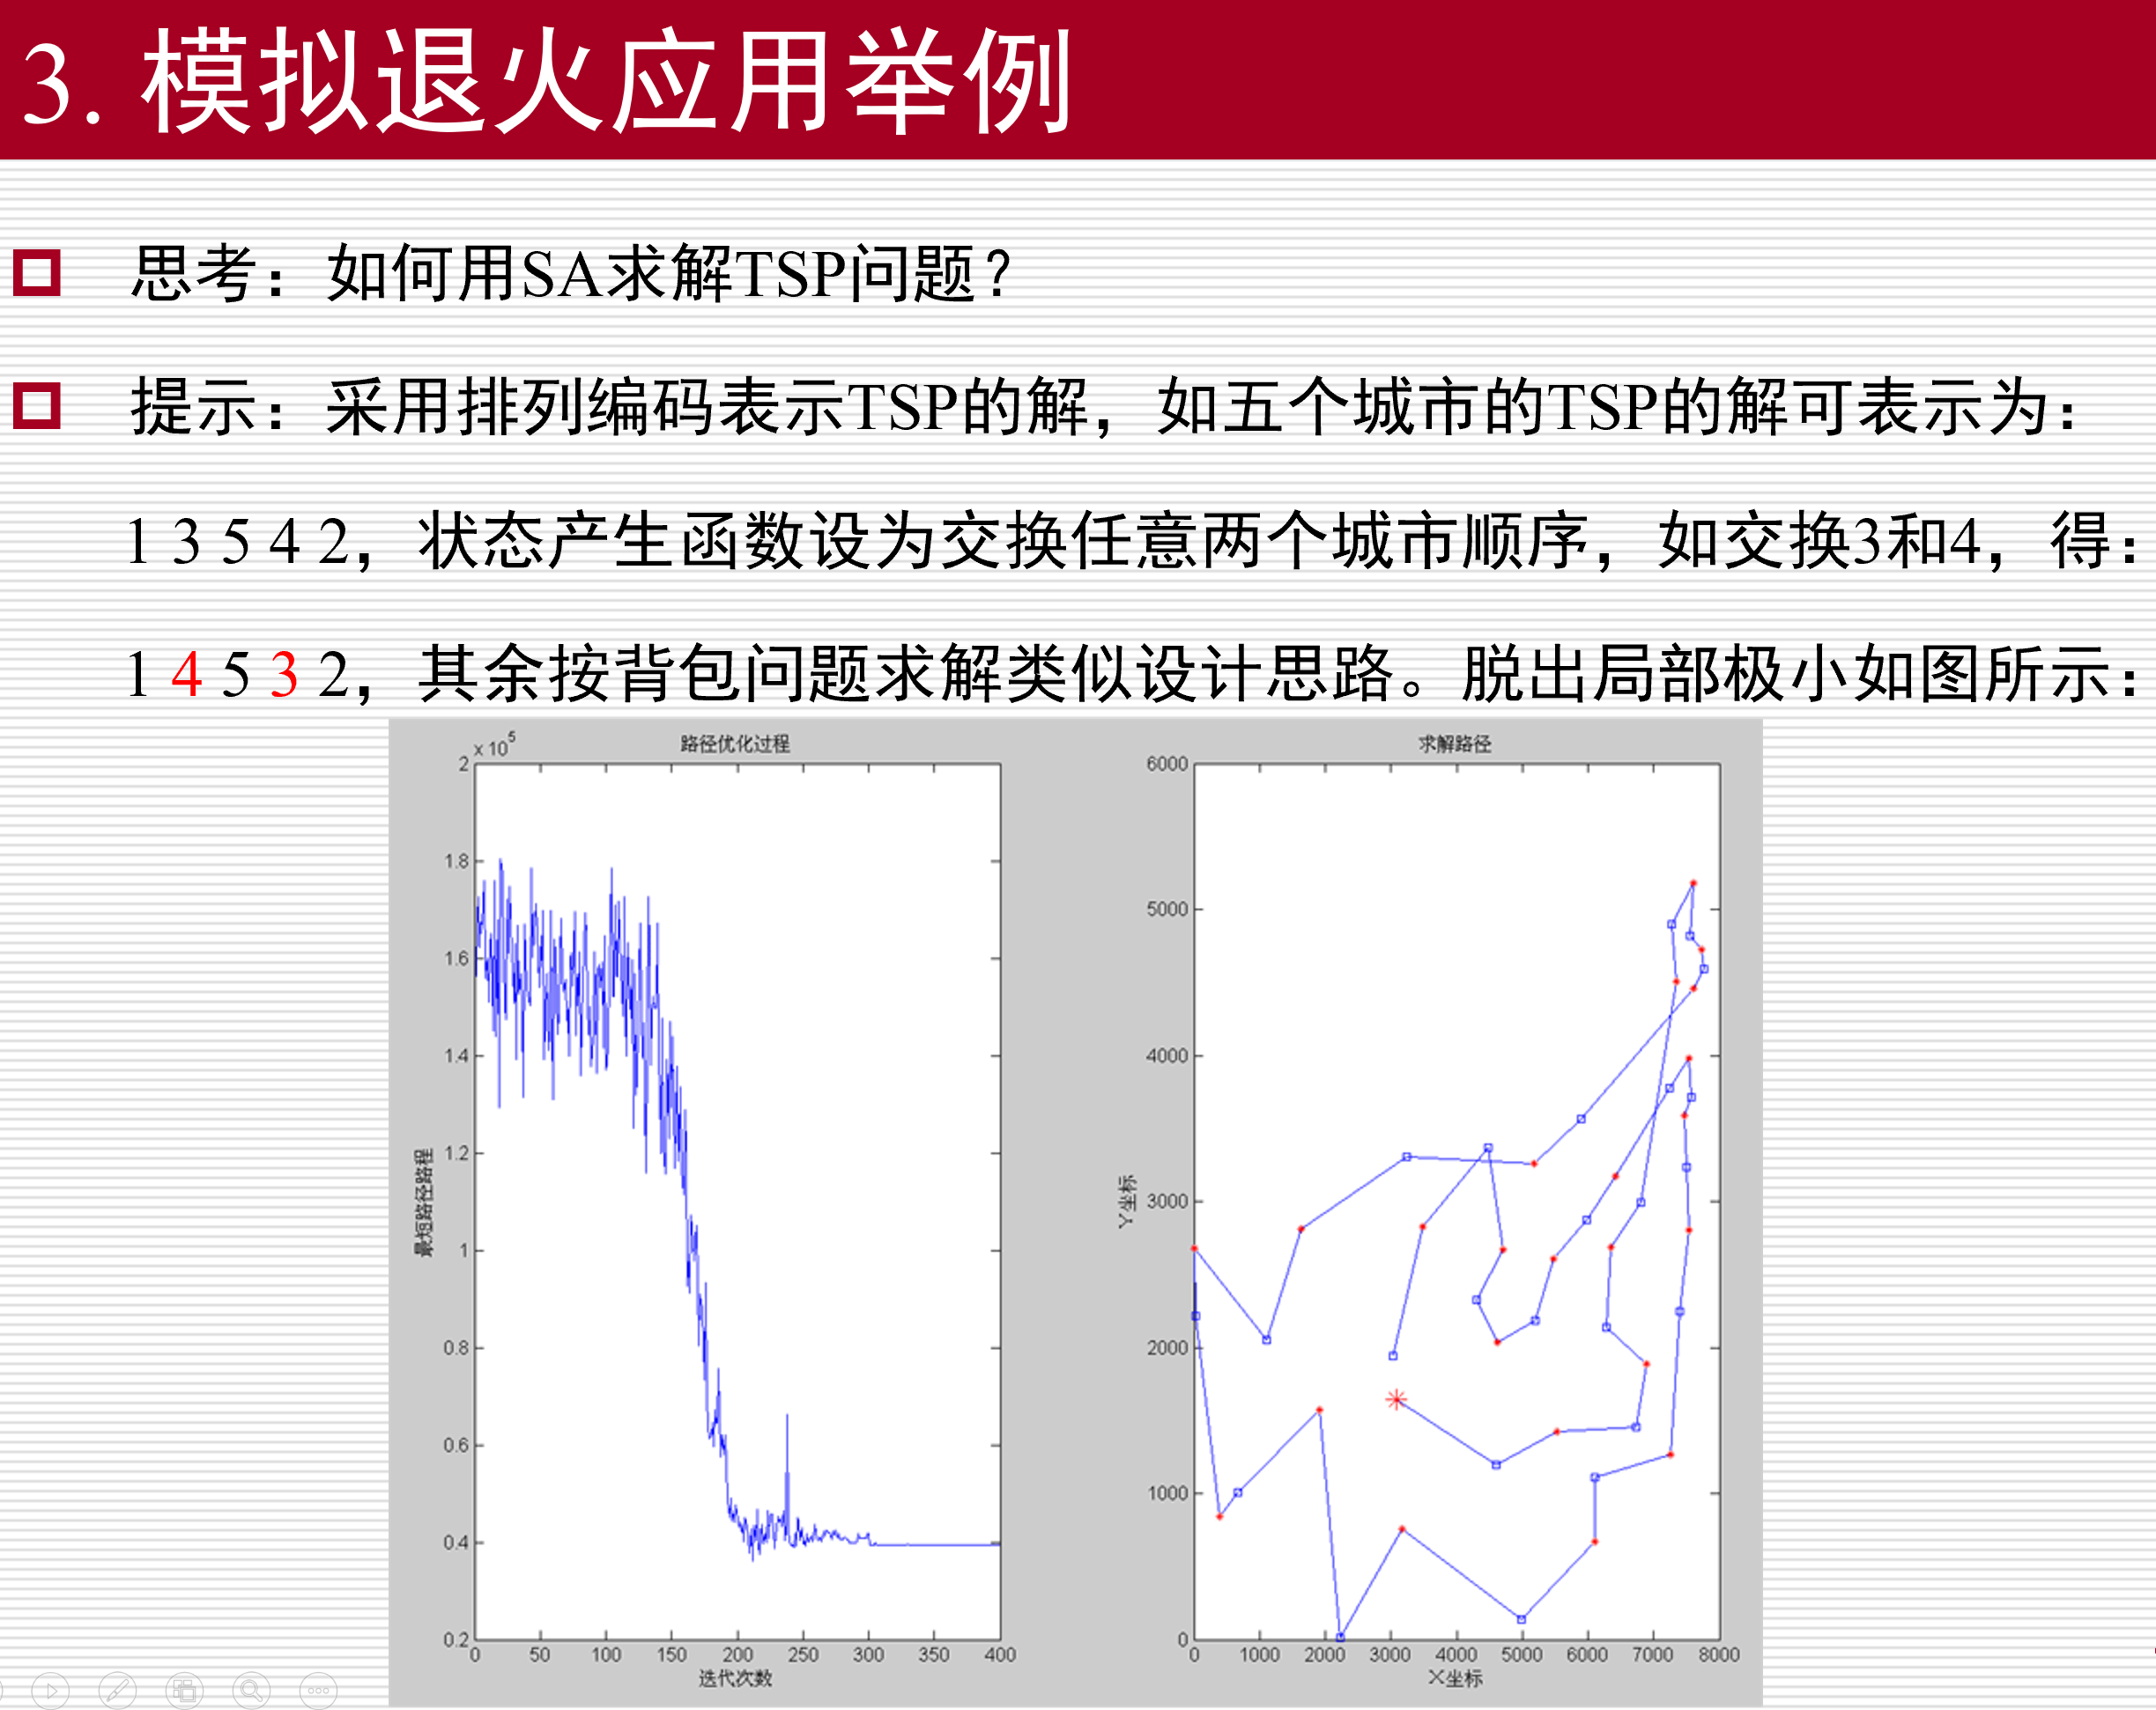 3. 模拟退火应用举例
思考：如何用SA求解TSP问题？
提示：采用排列编码表示TSP的解，如五个城市的TSP的解可表示为：
1 3 5 4 2，状态产生函数设为交换任意两个城市顺序，如交换3和4，得：
1 4 5 3 2，其余按背包问题求解类似设计思路。脱出局部极小如图所示：
路径优化过程
x 10^5
2
1.8
1.6
1.4
1.2
1
0.8
0.6
0.4
0.2
最短路径路程
0 50 100 150 200 250 300 350 400
迭代次数
求解路径
6000
5000
4000
3000
2000
1000
0
Y坐标
0 1000 2000 3000 4000 5000 6000 7000 8000
X坐标